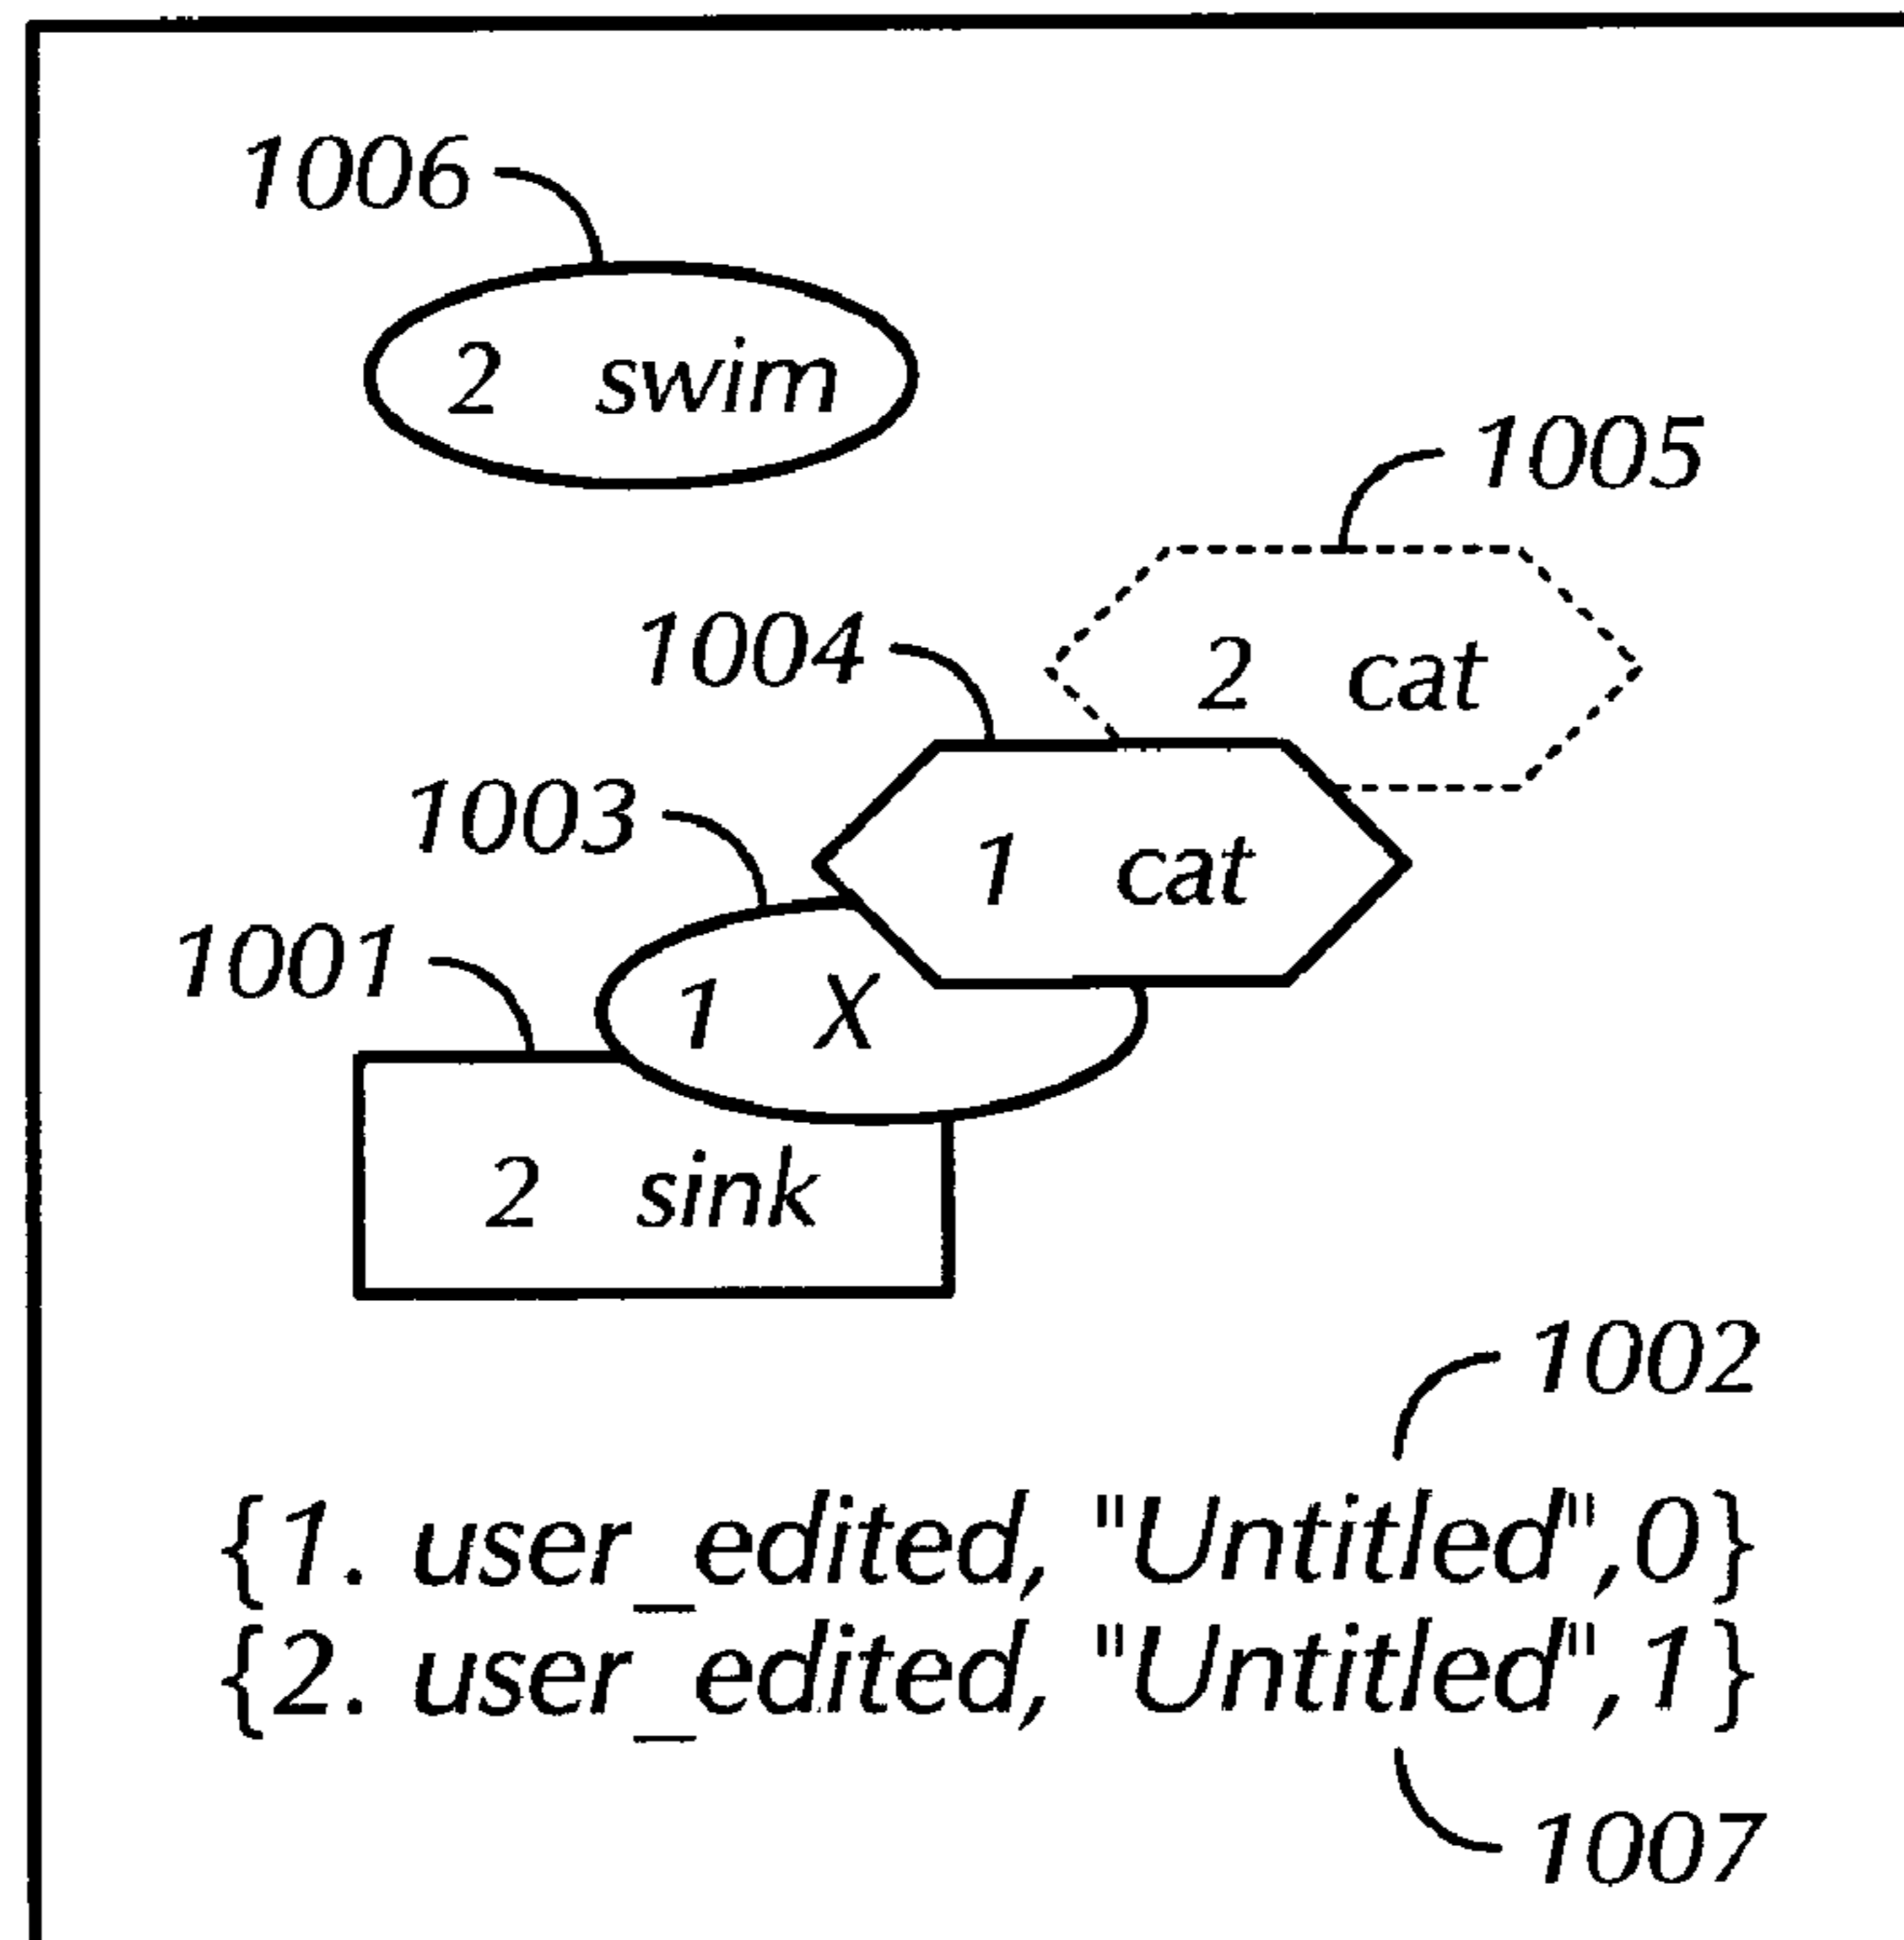 1006
2 swim
1005
2 cat
1004
1003
1 cat
1001
1 X
2 sink
1002
{1. user_edited, "Untitled",0}
{2. user_edited, "Untitled",1}
1007